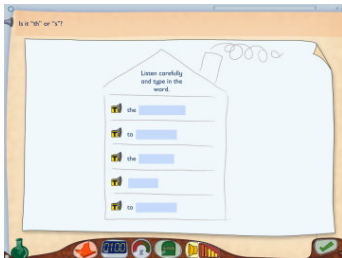 Is it "th" or "s"?
Listen carefully
and type in the
word.
the
to
the
to